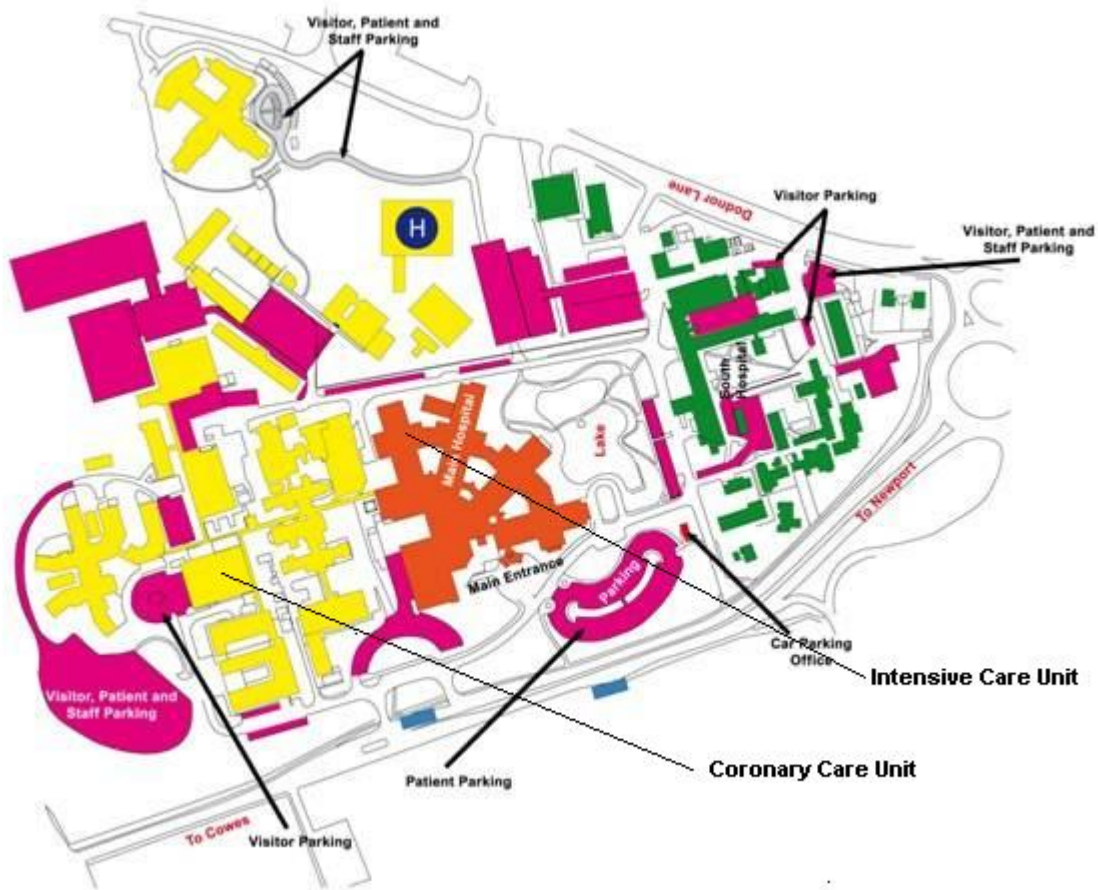 Visitor, Patient and
Staff Parking
H
Dodnor Lane
Visitor Parking
Visitor, Patient and
Staff Parking
South
Hospital
Main Hospital
Lake
To Newport
Main Entrance
Parking
Car Parking
Office
Intensive Care Unit
Visitor, Patient and
Staff Parking
Coronary Care Unit
Patient Parking
To Cowes
Visitor Parking